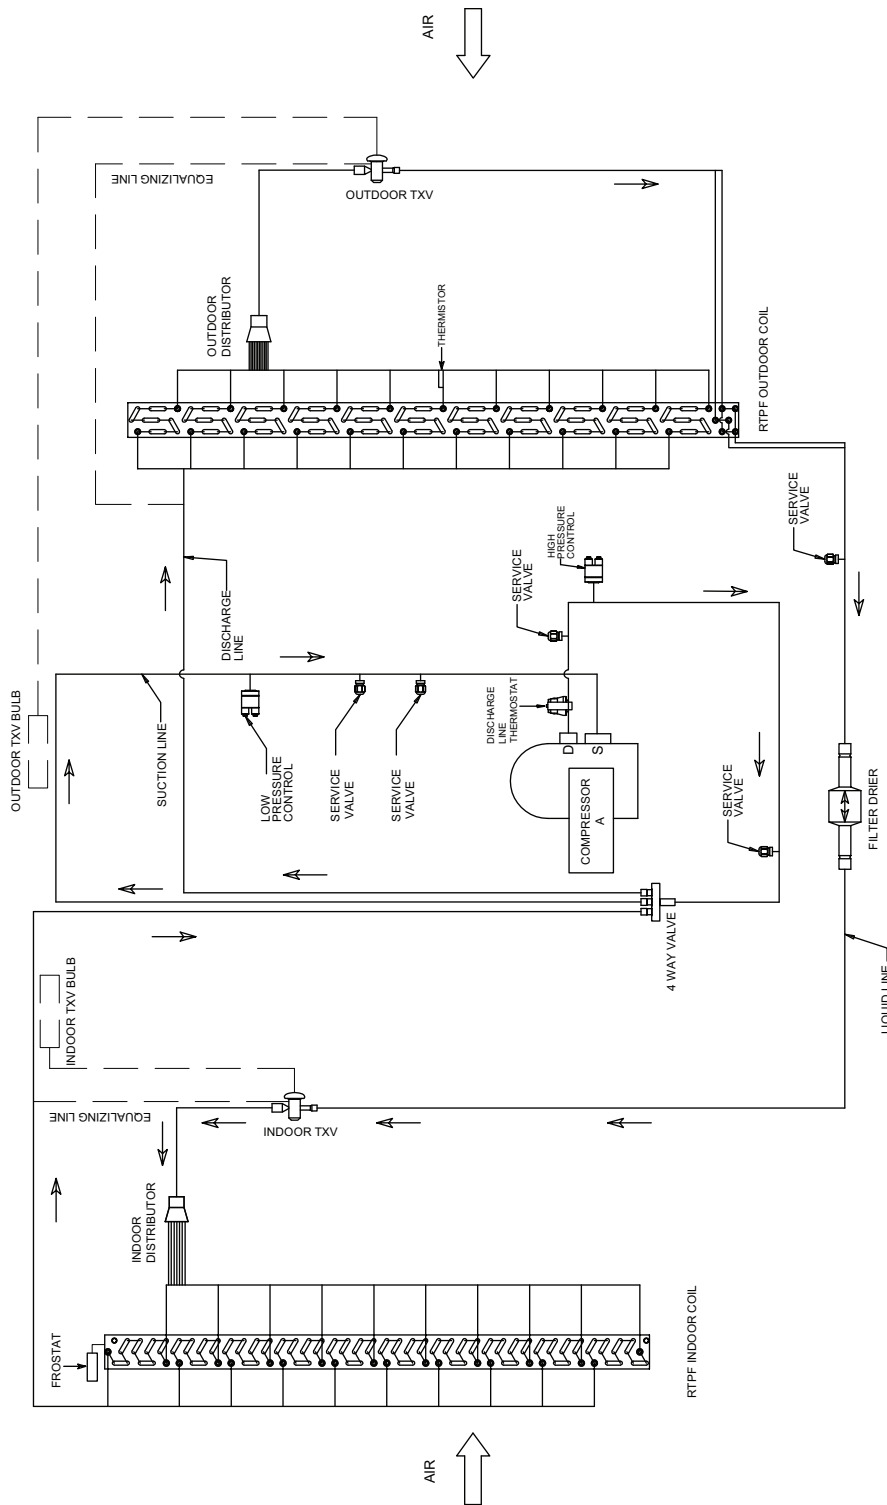 AIR
EQUALIZING LINE
OUTDOOR TXV
OUTDOOR
DISTRIBUTOR
THERMISTOR
RTPF OUTDOOR COIL
SERVICE
VALVE
HIGH
PRESSURE
CONTROL
SERVICE
VALVE
DISCHARGE
LINE
OUTDOOR TXV BULB
SUCTION LINE
LOW
PRESSURE
CONTROL
SERVICE
VALVE
SERVICE
VALVE
DISCHARGE
LINE
THERMOSTAT
D
S
COMPRESSOR
A
SERVICE
VALVE
FILTER DRIER
4 WAY VALVE
LIQUID LINE
INDOOR TXV BULB
EQUALIZING LINE
INDOOR TXV
INDOOR
DISTRIBUTOR
FROSTAT
RTPF INDOOR COIL
AIR